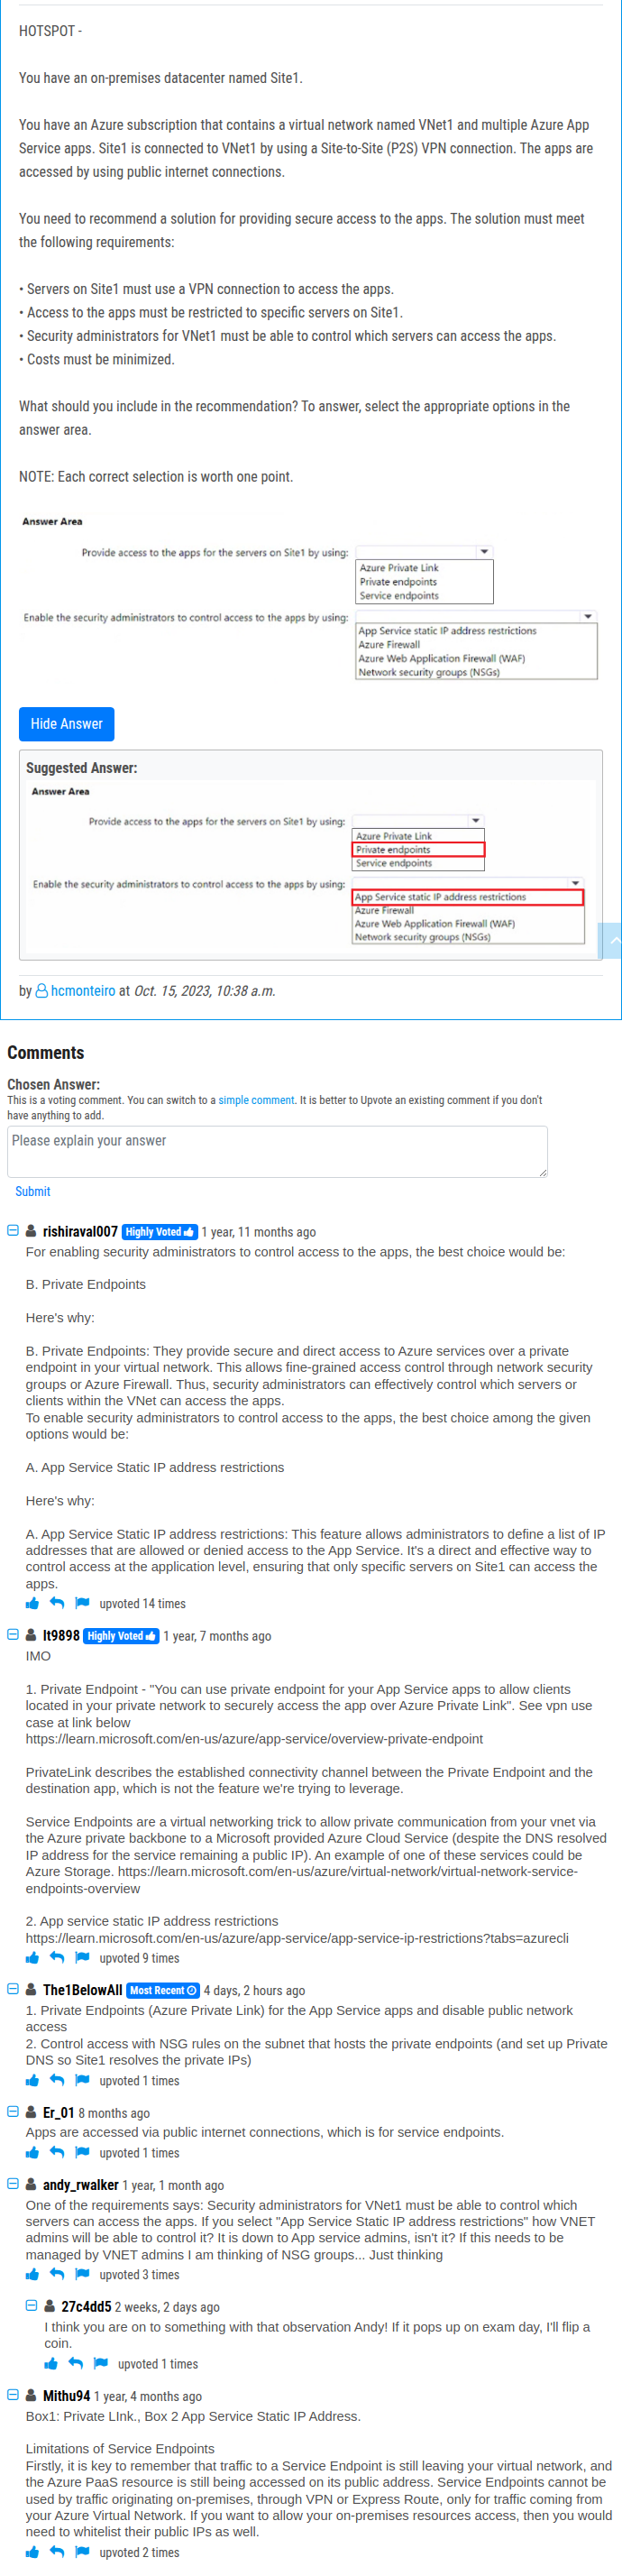 HOTSPOT -
You have an on-premises datacenter named Site1.
You have an Azure subscription that contains a virtual network named VNet1 and multiple Azure App
Service apps. Site1 is connected to VNet1 by using a Site-to-Site (P2S) VPN connection. The apps are
accessed by using public internet connections.
You need to recommend a solution for providing secure access to the apps. The solution must meet
the following requirements:
• Servers on Site1 must use a VPN connection to access the apps.
• Access to the apps must be restricted to specific servers on Site1.
• Security administrators for VNet1 must be able to control which servers can access the apps.
• Costs must be minimized.
What should you include in the recommendation? To answer, select the appropriate options in the
answer area.
NOTE: Each correct selection is worth one point.
Answer Area
Provide access to the apps for the servers on Site1 by using:
Azure Private Link
Private endpoints
Service endpoints
Enable the security administrators to control access to the apps by using:
App Service static IP address restrictions
Azure Firewall
Azure Web Application Firewall (WAF)
Network security groups (NSGs)
Hide Answer
Suggested Answer:
Answer Area
Provide access to the apps for the servers on Site1 by using:
Azure Private Link
Private endpoints
Service endpoints
Enable the security administrators to control access to the apps by using:
App Service static IP address restrictions
Azure Firewall
Azure Web Application Firewall (WAF)
Network security groups (NSGs)
by hcmonteiro at Oct. 15, 2023, 10:38 a.m.
Comments
Chosen Answer:
This is a voting comment. You can switch to a simple comment. It is better to Upvote an existing comment if you don't
have anything to add.
Please explain your answer
Submit
rishiraval007 Highly Voted 1 year, 11 months ago
For enabling security administrators to control access to the apps, the best choice would be:
B. Private Endpoints
Here's why:
B. Private Endpoints: They provide secure and direct access to Azure services over a private
endpoint in your virtual network. This allows fine-grained access control through network security
groups or Azure Firewall. Thus, security administrators can effectively control which servers or
clients within the VNet can access the apps.
To enable security administrators to control access to the apps, the best choice among the given
options would be:
A. App Service Static IP address restrictions
Here's why:
A. App Service Static IP address restrictions: This feature allows administrators to define a list of IP
addresses that are allowed or denied access to the App Service. It's a direct and effective way to
control access at the application level, ensuring that only specific servers on Site1 can access the
apps.
upvoted 14 times
lt9898 Highly Voted 1 year, 7 months ago
IMO
1. Private Endpoint - "You can use private endpoint for your App Service apps to allow clients
located in your private network to securely access the app over Azure Private Link". See vpn use
case at link below
https://learn.microsoft.com/en-us/azure/app-service/overview-private-endpoint
PrivateLink describes the established connectivity channel between the Private Endpoint and the
destination app, which is not the feature we're trying to leverage.
Service Endpoints are a virtual networking trick to allow private communication from your vnet via
the Azure private backbone to a Microsoft provided Azure Cloud Service (despite the DNS resolved
IP address for the service remaining a public IP). An example of one of these services could be
Azure Storage. https://learn.microsoft.com/en-us/azure/virtual-network/virtual-network-service-
endpoints-overview
2. App service static IP address restrictions
https://learn.microsoft.com/en-us/azure/app-service/app-service-ip-restrictions?tabs=azurecli
upvoted 9 times
The1BelowAll Most Recent 4 days, 2 hours ago
1. Private Endpoints (Azure Private Link) for the App Service apps and disable public network
access
2. Control access with NSG rules on the subnet that hosts the private endpoints (and set up Private
DNS so Site1 resolves the private IPs)
upvoted 1 times
Er_01 8 months ago
Apps are accessed via public internet connections, which is for service endpoints.
upvoted 1 times
andy_rwalker 1 year, 1 month ago
One of the requirements says: Security administrators for VNet1 must be able to control which
servers can access the apps. If you select "App Service Static IP address restrictions" how VNET
admins will be able to control it? It is down to App service admins, isn't it? If this needs to be
managed by VNET admins I am thinking of NSG groups... Just thinking
upvoted 3 times
27c4dd5 2 weeks, 2 days ago
I think you are on to something with that observation Andy! If it pops up on exam day, I'll flip a
coin.
upvoted 1 times
Mithu94 1 year, 4 months ago
Box1: Private LInk., Box 2 App Service Static IP Address.
Limitations of Service Endpoints
Firstly, it is key to remember that traffic to a Service Endpoint is still leaving your virtual network, and
the Azure PaaS resource is still being accessed on its public address. Service Endpoints cannot be
used by traffic originating on-premises, through VPN or Express Route, only for traffic coming from
your Azure Virtual Network. If you want to allow your on-premises resources access, then you would
need to whitelist their public IPs as well.
upvoted 2 times